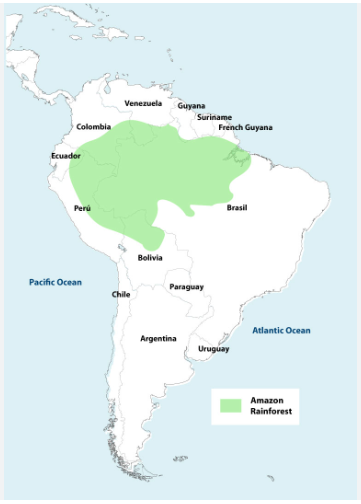 Venezuela
Guyana
Suriname
French Guyana
Colombia
Ecuador
Perú
Brasil
Bolivia
Pacific Ocean
Chile
Paraguay
Atlantic Ocean
Argentina
Uruguay
Amazon
Rainforest